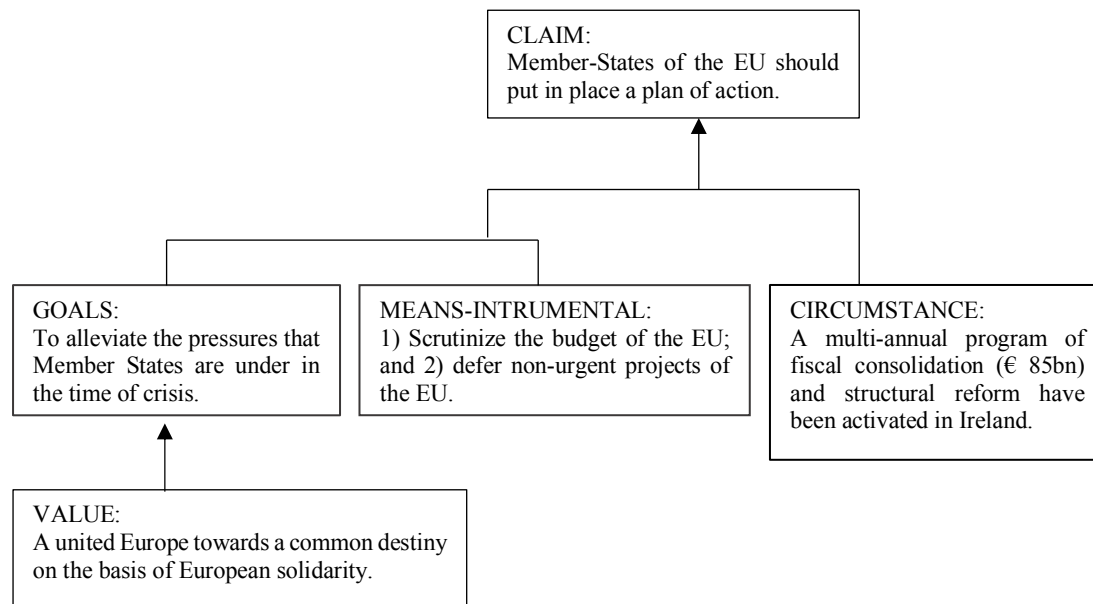 CLAIM:
Member-States of the EU should
put in place a plan of action.
GOALS:
To alleviate the pressures that
Member States are under in
the time of crisis.
MEANS-INTRUMENTAL:
1) Scrutinize the budget of the EU;
and 2) defer non-urgent projects of
the EU.
CIRCUMSTANCE:
A multi-annual program of
fiscal consolidation (€ 85bn)
and structural reform have
been activated in Ireland.
VALUE:
A united Europe towards a common destiny
on the basis of European solidarity.